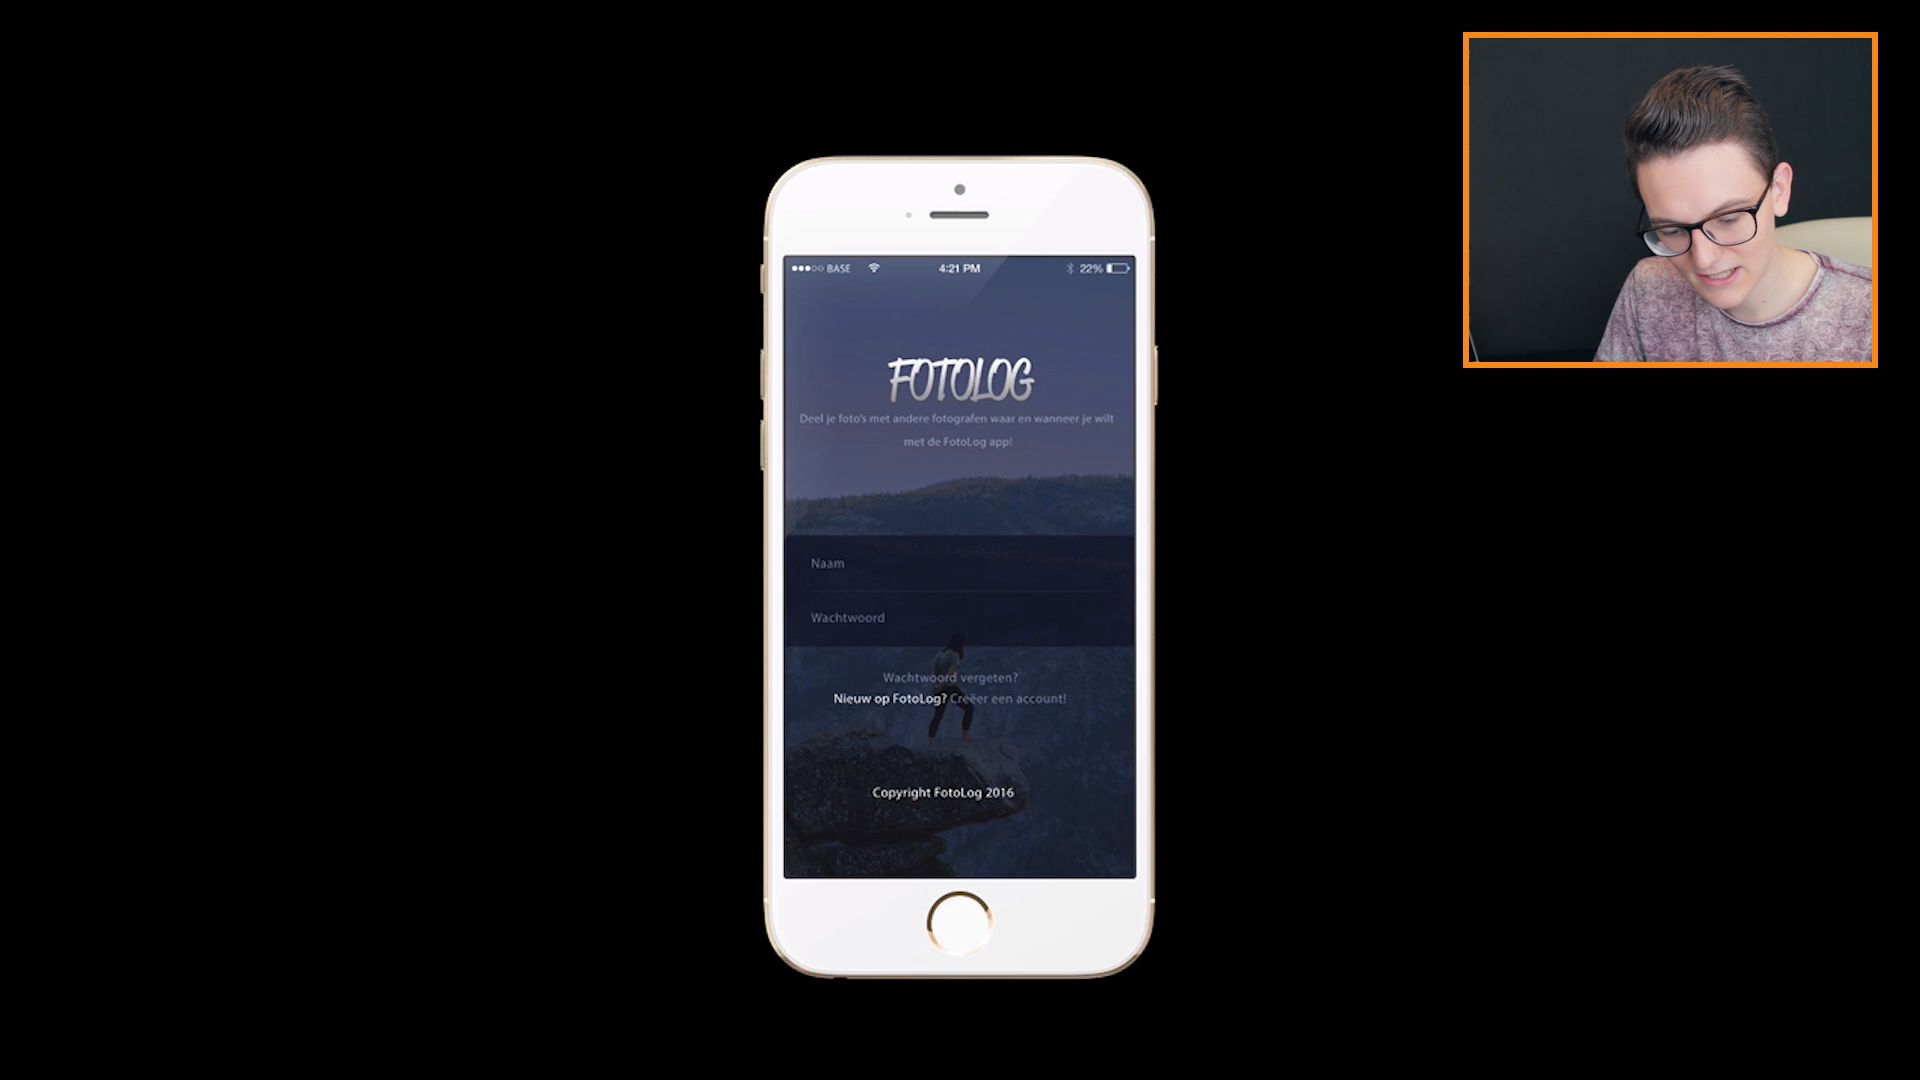 BASE 4:21 PM 22%
FOTOLOG
Deel je foto's met andere fotografen waar en wanneer je wilt
met de FotoLog app!
Naam
Wachtwoord
Wachtwoord vergeten?
Nieuw op FotoLog? Creëer een account!
Copyright FotoLog 2016